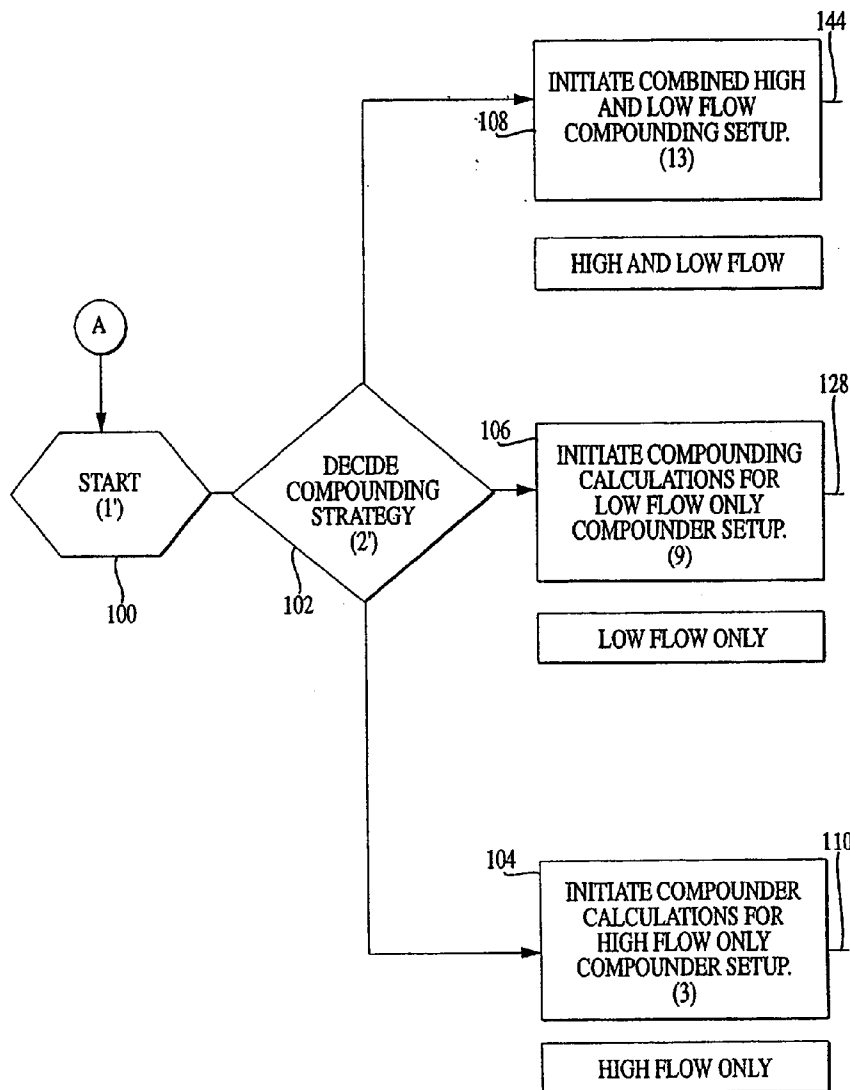 144
INITIATE COMBINED HIGH
AND LOW FLOW
COMPOUNDING SETUP.
(13)
108
HIGH AND LOW FLOW
A
START
(1')
100
DECIDE
COMPOUNDING
STRATEGY
(2')
102
128
106
INITIATE COMPOUNDING
CALCULATIONS FOR
LOW FLOW ONLY
COMPOUNDER SETUP.
(9)
LOW FLOW ONLY
110
104
INITIATE COMPOUNDER
CALCULATIONS FOR
HIGH FLOW ONLY
COMPOUNDER SETUP.
(3)
HIGH FLOW ONLY